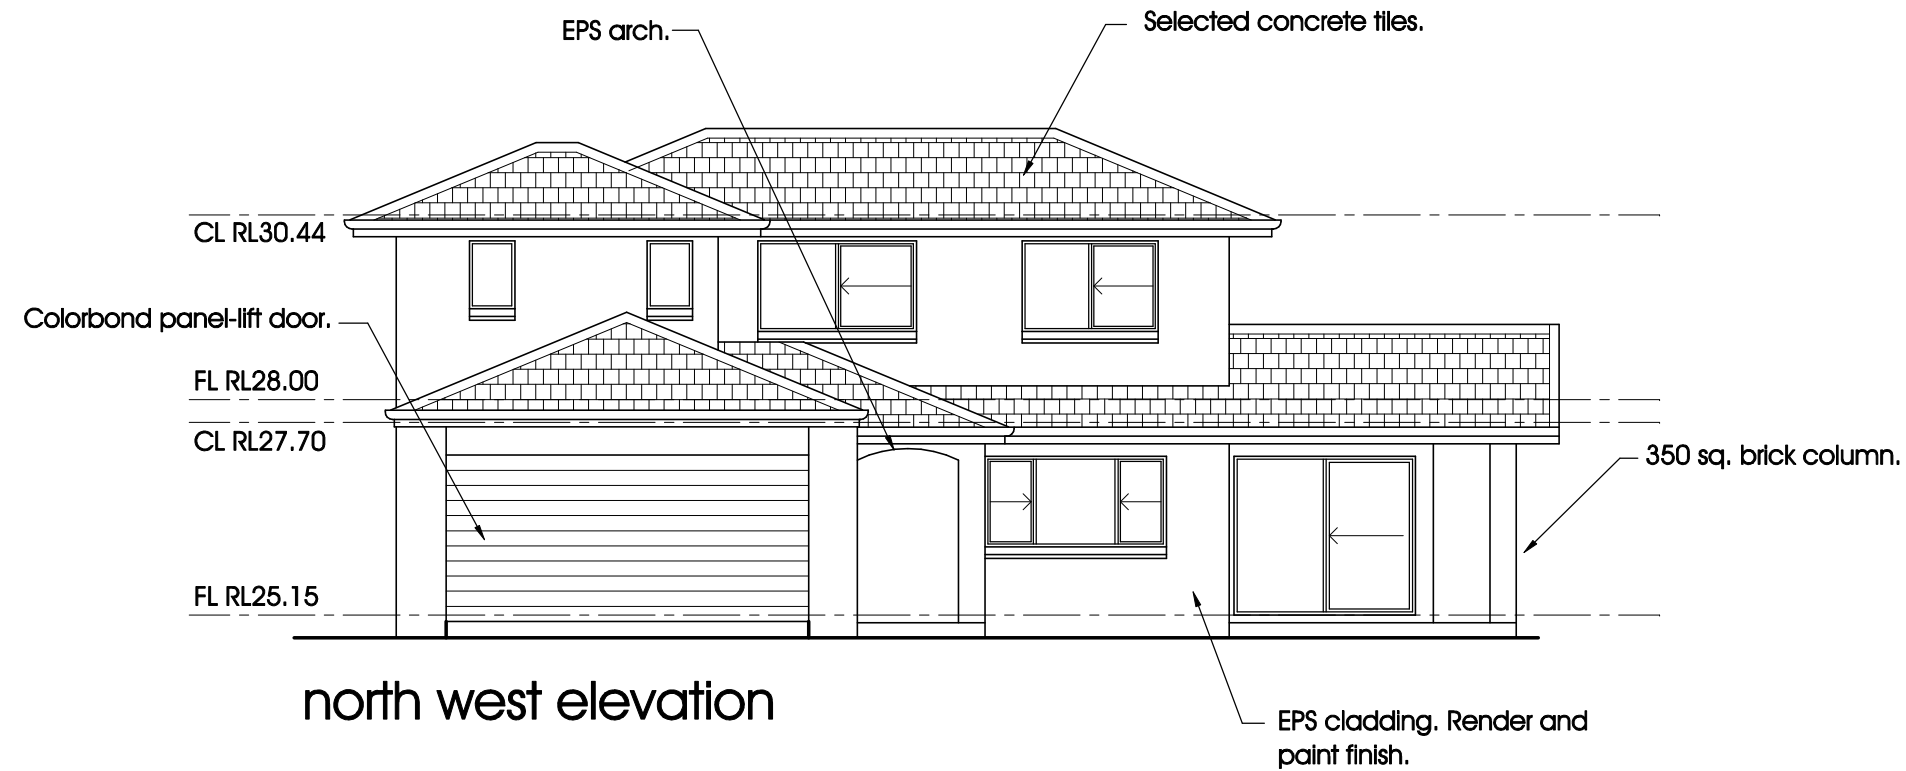 EPS arch.
Selected concrete tiles.
CL RL30.44
Colorbond panel-lift door.
FL RL28.00
CL RL27.70
350 sq. brick column.
FL RL25.15
north west elevation
EPS cladding. Render and
paint finish.